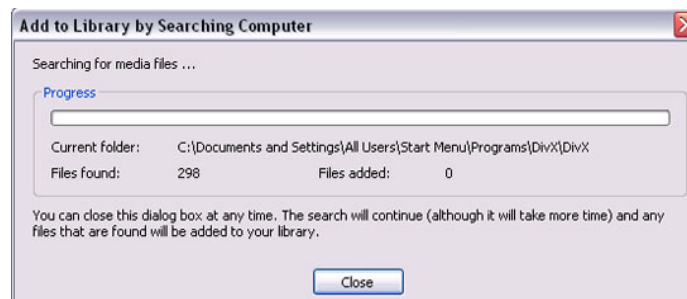 Add to Library by Searching Computer
Searching for media files ...
Progress
Current folder: C:\Documents and Settings\All Users\Start Menu\Programs\DivX\DivX
Files found: 298 Files added: 0
You can close this dialog box at any time. The search will continue (although it will take more time) and any
files that are found will be added to your library.
Close